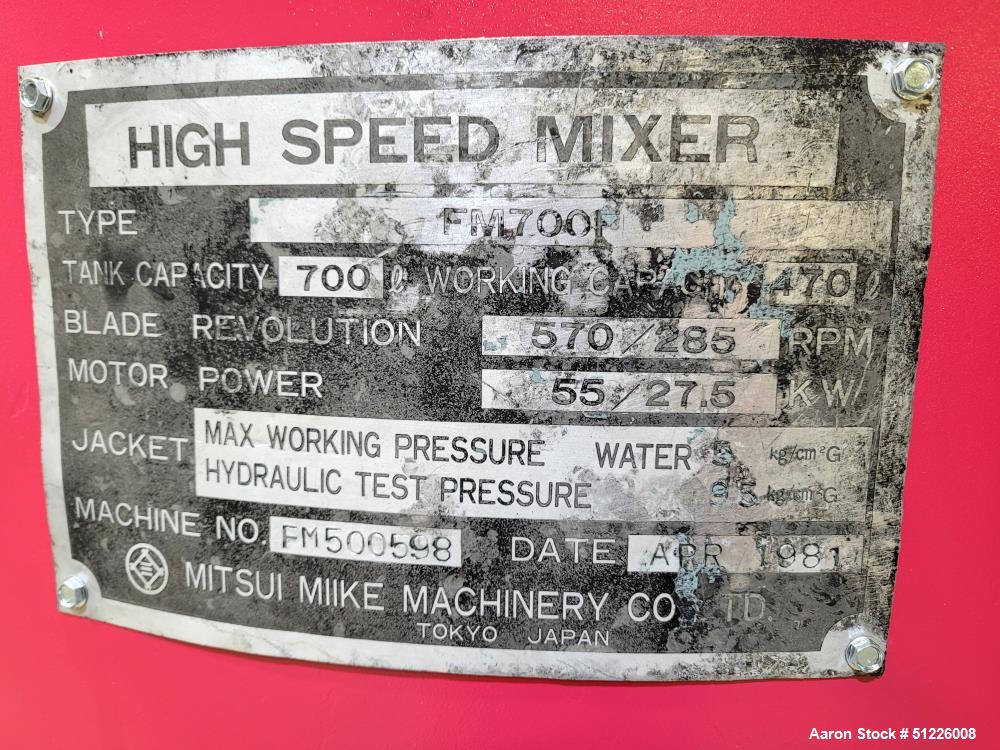 HIGH SPEED MIXER
TYPE FM700
TANK CAPACITY 700 ℓ WORKING CAPACITY 470 ℓ
BLADE REVOLUTION 570/285 RPM
MOTOR POWER 55/27.5 KW
JACKET MAX WORKING PRESSURE WATER kg/cm²G
HYDRAULIC TEST PRESSURE kg/cm²G
MACHINE NO. FM500598 DATE APR 1981
MITSUI MIIKE MACHINERY CO TD.
TOKYO JAPAN
Aaron Stock # 51226008